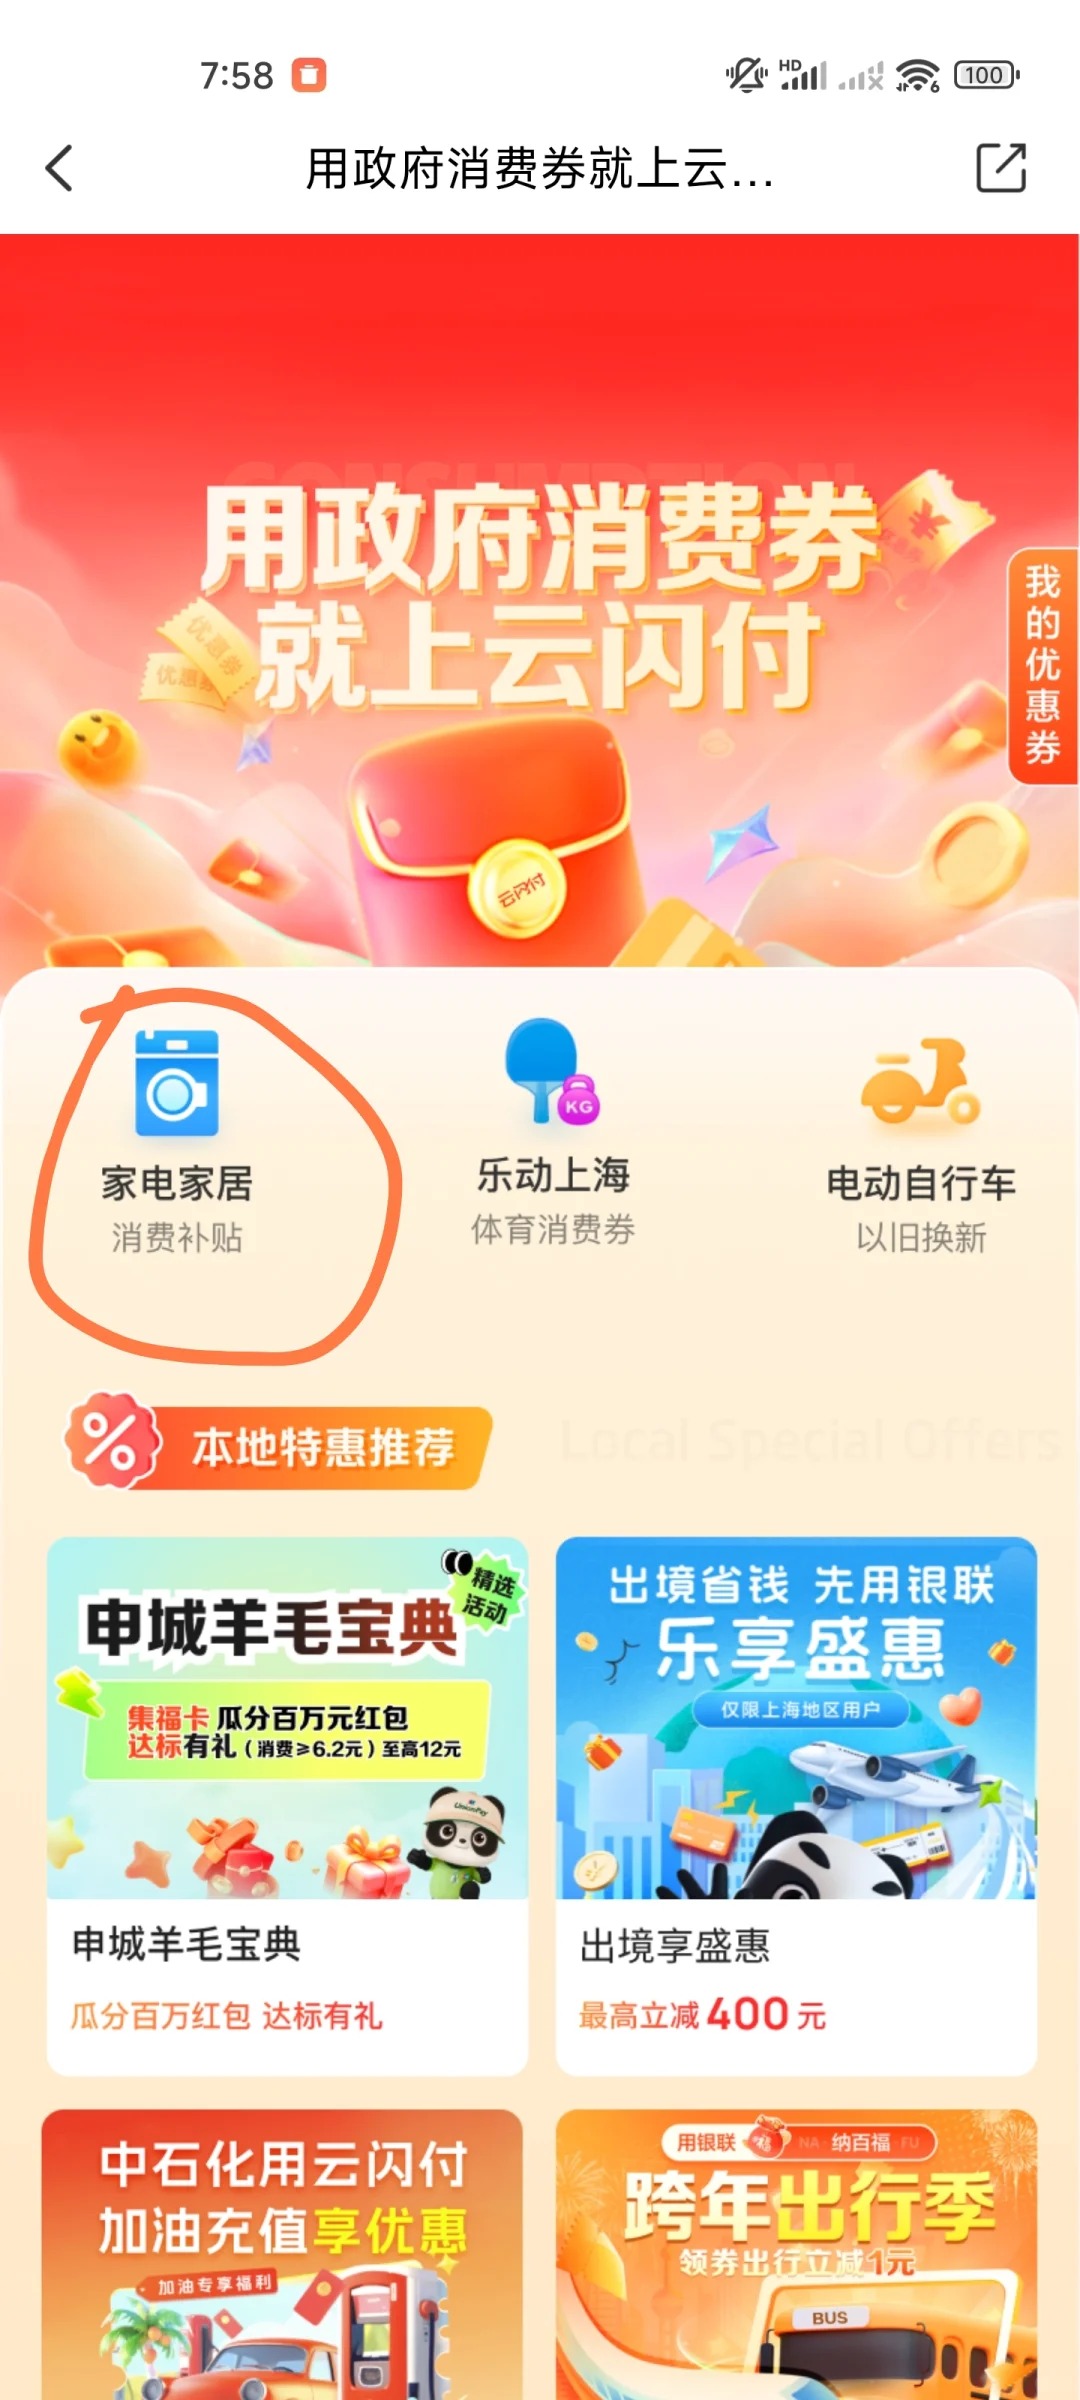 7:58
HD
6
100
用政府消费券就上云...
CONSUMPTION
用政府消费券
就上云闪付
优惠券
优惠券
¥
我的优惠券
云闪付
KG
家电家居
消费补贴
乐动上海
体育消费券
电动自行车
以旧换新
%
本地特惠推荐
Local Special Offers
申城羊毛宝典
精选
活动
集福卡 瓜分百万元红包
达标有礼(消费≥6.2元)至高12元
UnionPay
出境省钱 先用银联
乐享盛惠
仅限上海地区用户
申城羊毛宝典
瓜分百万红包 达标有礼
出境享盛惠
最高立减400元
中石化用云闪付
加油充值享优惠
加油专享福利
用银联 福 NA 纳百福 FU
跨年出行季
领券出行立减1元
BUS